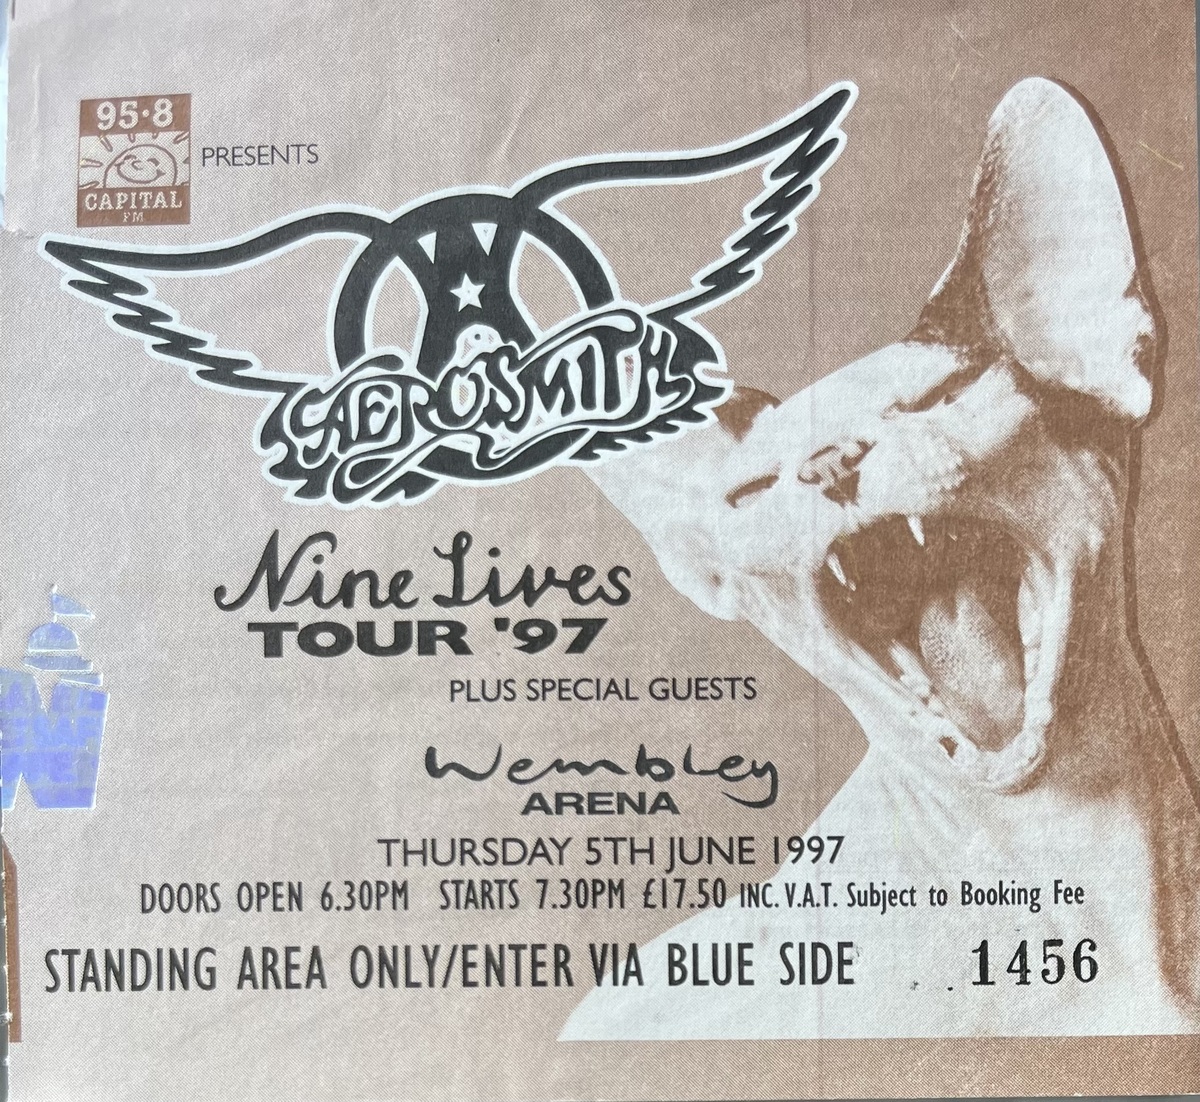 95·8
CAPITAL
FM
PRESENTS
AEROSMITH
Nine Lives
TOUR '97
PLUS SPECIAL GUESTS
Wembley
ARENA
THURSDAY 5TH JUNE 1997
DOORS OPEN 6.30PM STARTS 7.30PM £17.50 INC. V.A.T. Subject to Booking Fee
STANDING AREA ONLY/ENTER VIA BLUE SIDE 1456